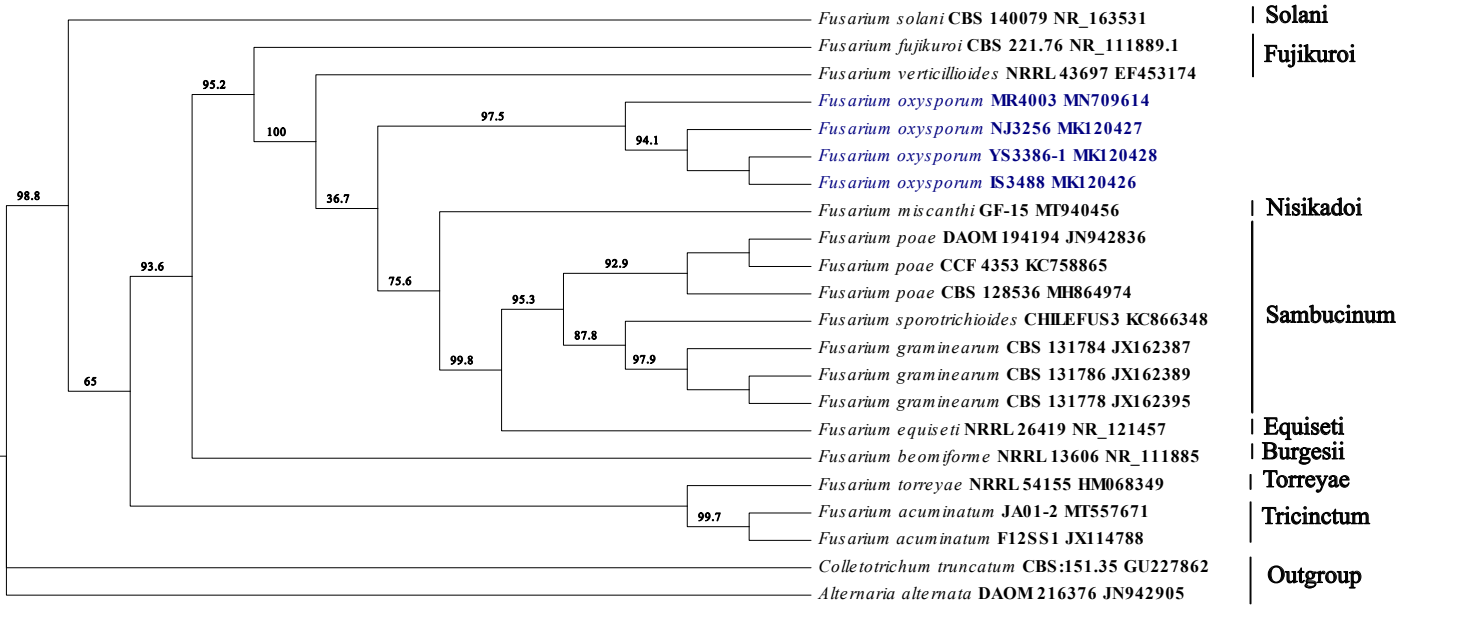 Fusarium solani CBS 140079 NR_163531
Solani
Fusarium fujikuroi CBS 221.76 NR_111889.1
Fujikuroi
95.2
Fusarium verticillioides NRRL 43697 EF453174
Fusarium oxysporum MR4003 MN709614
97.5
100
Fusarium oxysporum NJ3256 MK120427
94.1
Fusarium oxysporum YS3386-1 MK120428
Fusarium oxysporum IS3488 MK120426
98.8
36.7
Fusarium miscanthi GF-15 MT940456
Nisikadoi
Fusarium poae DAOM 194194 JN942836
93.6
92.9
Fusarium poae CCF 4353 KC758865
75.6
Fusarium poae CBS 128536 MH864974
95.3
Sambucinum
Fusarium sporotrichioides CHILEFUS3 KC866348
87.8
Fusarium graminearum CBS 131784 JX162387
99.8
97.9
Fusarium graminearum CBS 131786 JX162389
65
Fusarium graminearum CBS 131778 JX162395
Fusarium equiseti NRRL 26419 NR_121457
Equiseti
Fusarium beomiforme NRRL 13606 NR_111885
Burgesii
Fusarium torreyae NRRL 54155 HM068349
Torreyae
Fusarium acuminatum JA01-2 MT557671
99.7
Tricinctum
Fusarium acuminatum F12SS1 JX114788
Colletotrichum truncatum CBS:151.35 GU227862
Outgroup
Alternaria alternata DAOM 216376 JN942905